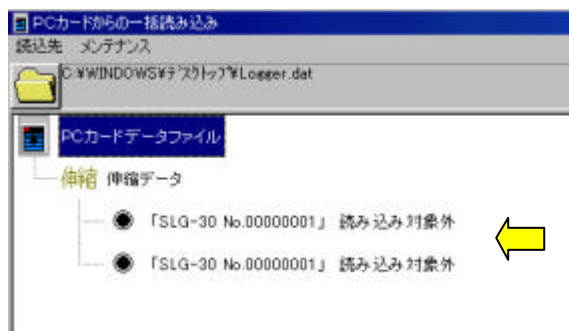 PCカードからの一括読み込み
読込先 メンテナンス
C:¥WINDOWS¥ﾃﾞｽｸﾄｯﾌﾟ¥Logger.dat
PCカードデータファイル
伸縮 伸縮データ
「SLG-30 No.00000001」 読み込み対象外
「SLG-30 No.00000001」 読み込み対象外